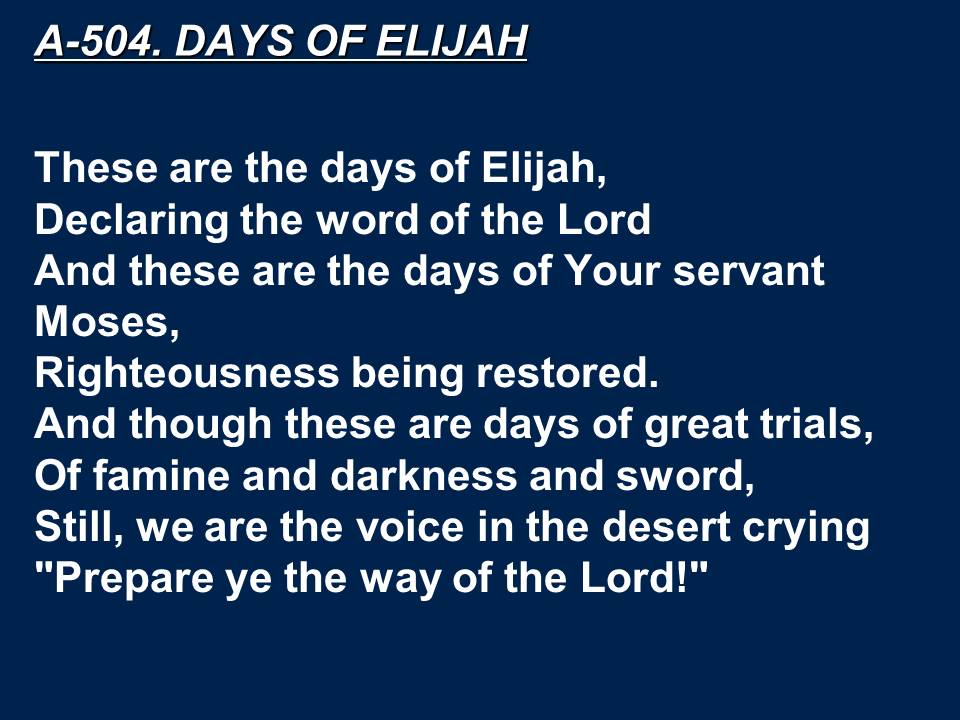 A-504. DAYS OF ELIJAH
These are the days of Elijah,
Declaring the word of the Lord
And these are the days of Your servant
Moses,
Righteousness being restored.
And though these are days of great trials,
Of famine and darkness and sword,
Still, we are the voice in the desert crying
"Prepare ye the way of the Lord!"